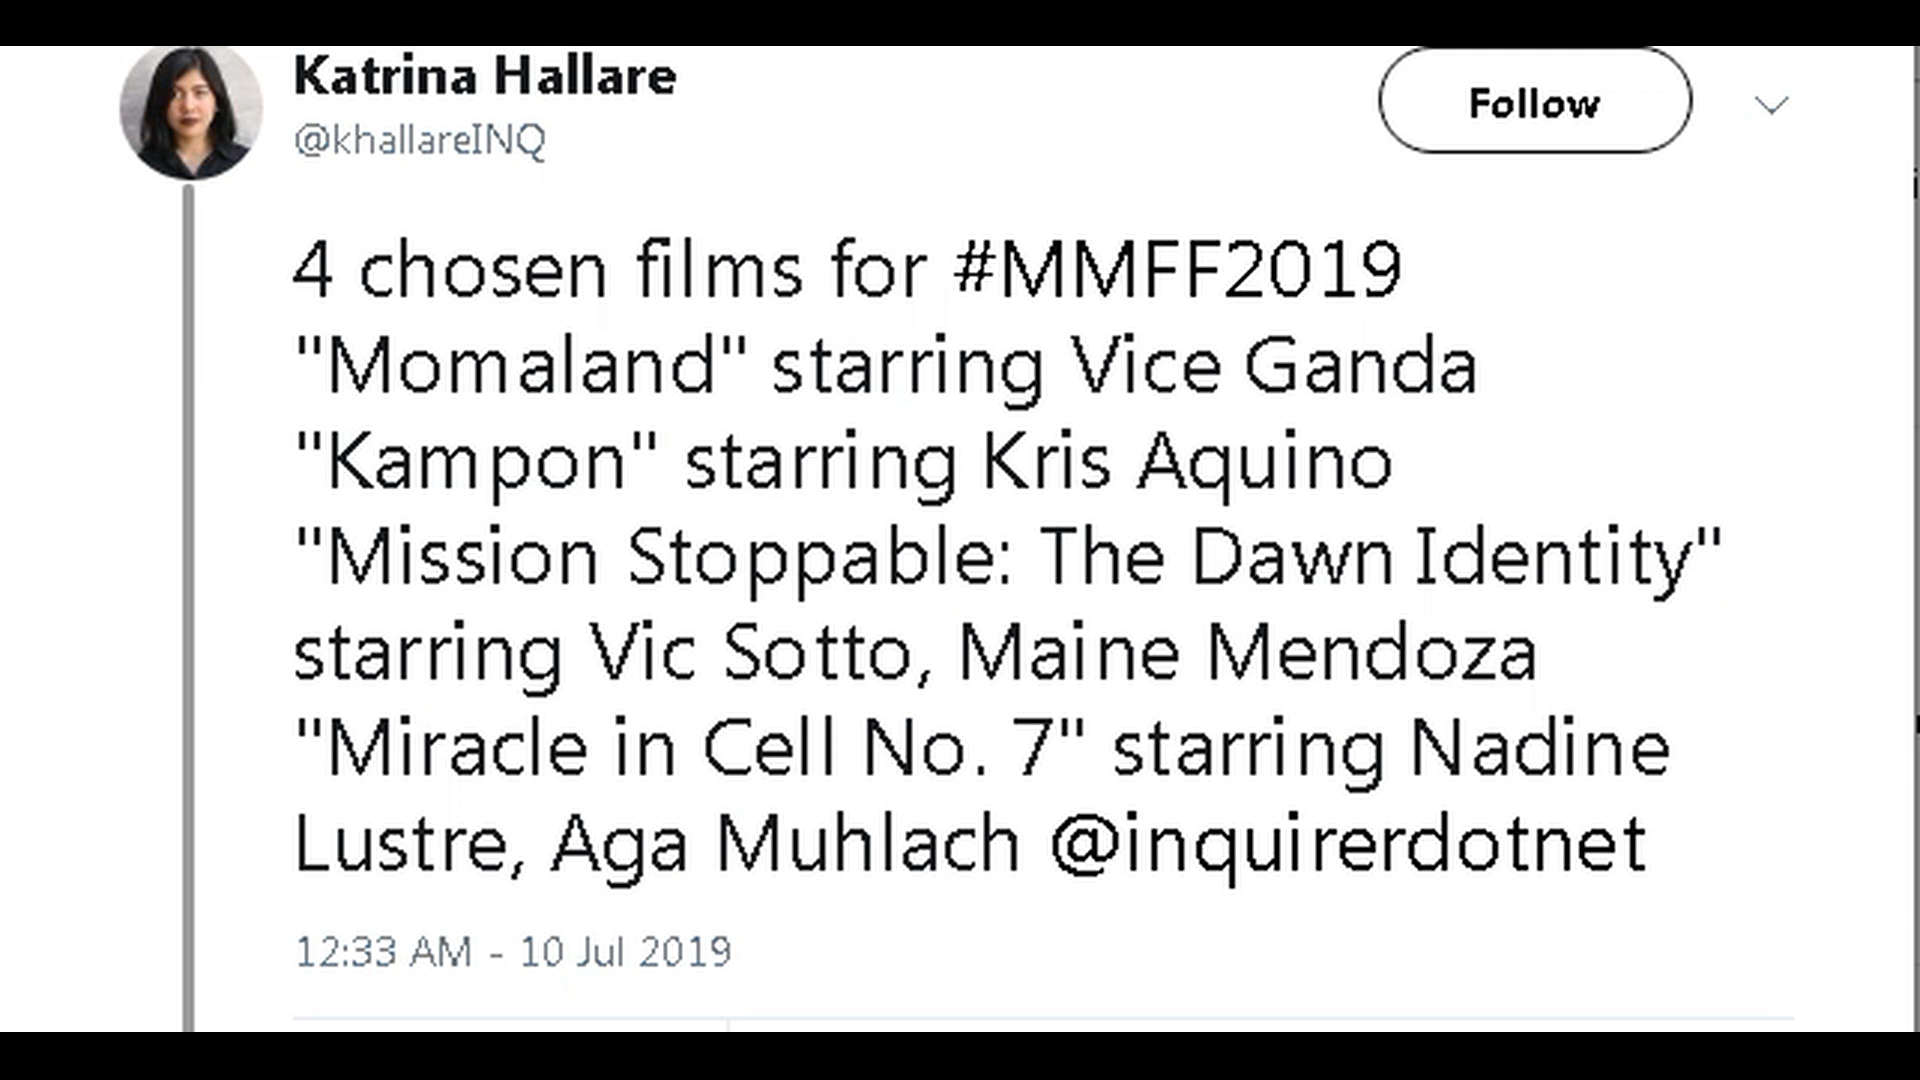 Katrina Hallare
@khallareINQ
Follow
4 chosen films for #MMFF2019
"Momaland" starring Vice Ganda
"Kampon" starring Kris Aquino
"Mission Stoppable: The Dawn Identity"
starring Vic Sotto, Maine Mendoza
"Miracle in Cell No. 7" starring Nadine
Lustre, Aga Muhlach @inquirerdotnet
12:33 AM - 10 Jul 2019